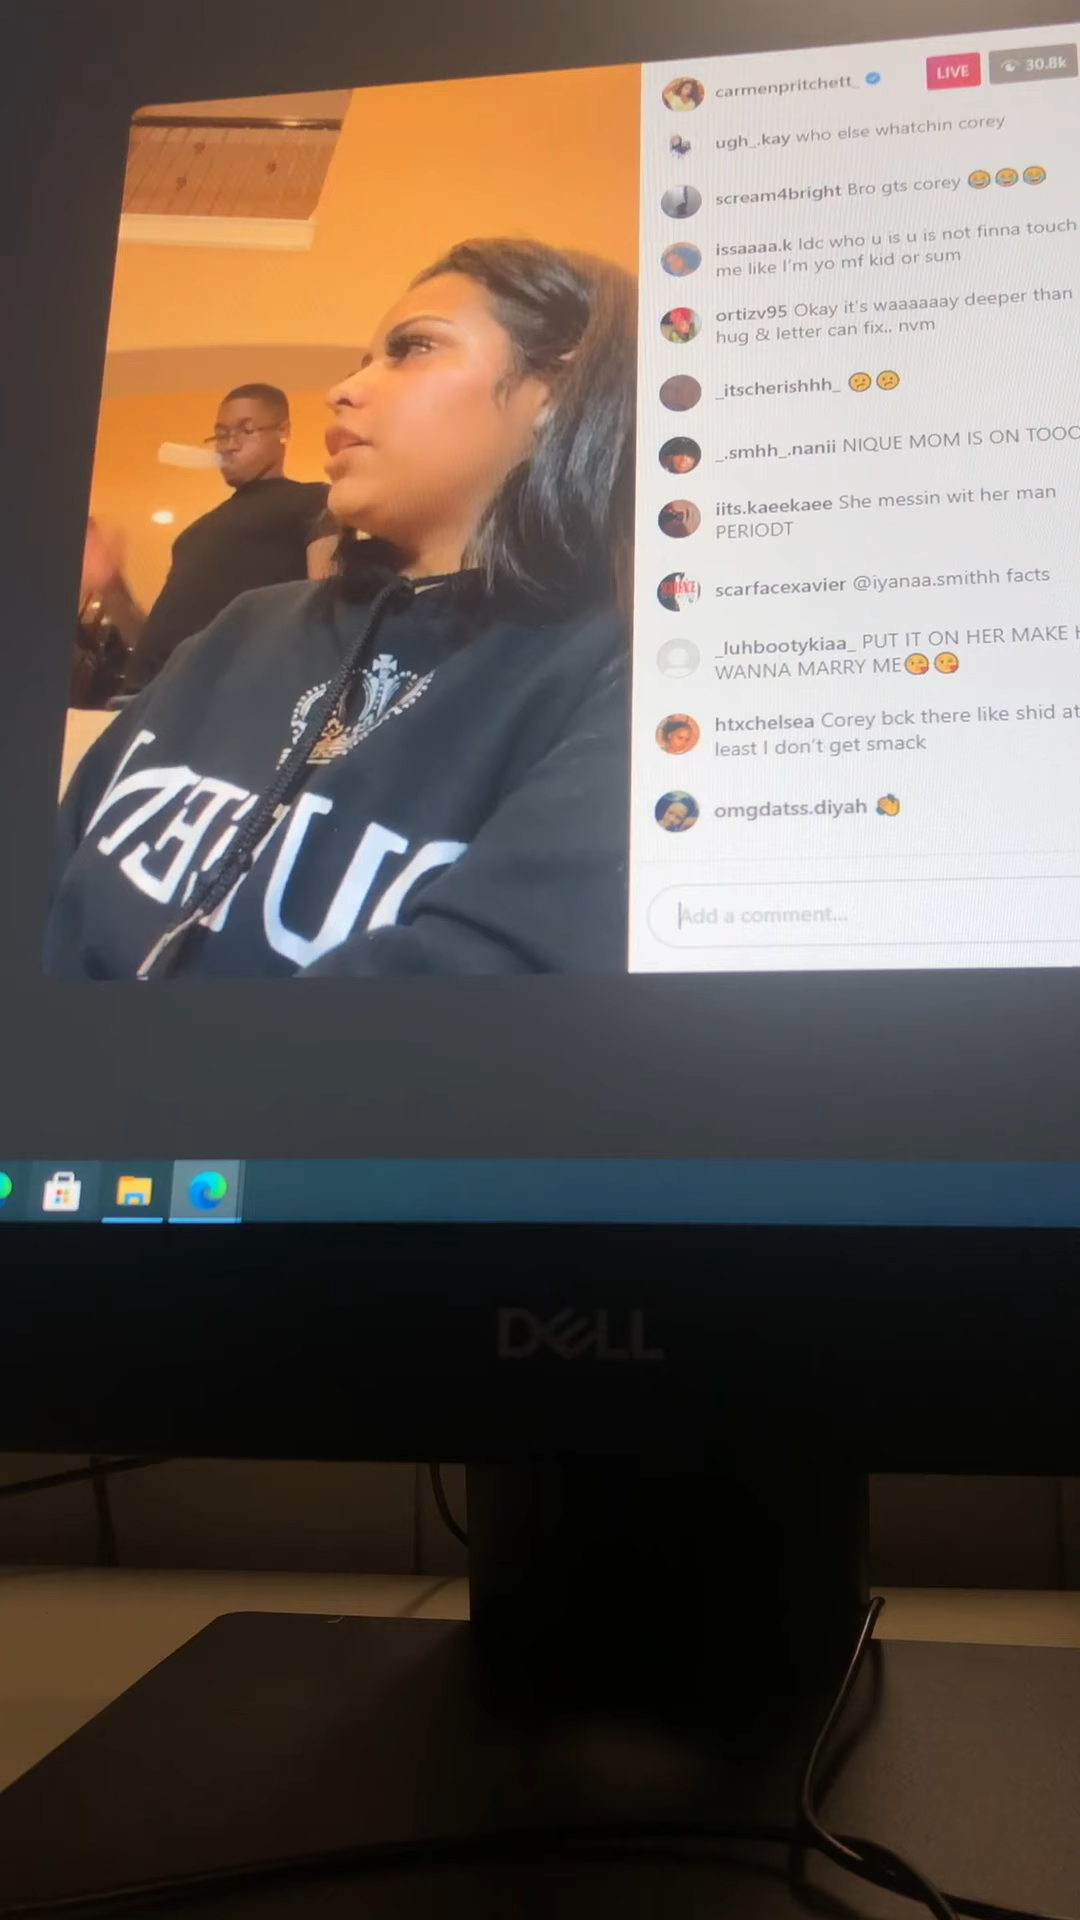 carmenpritchett_
LIVE
30.8k
ugh_.kay who else whatchin corey
scream4bright Bro gts corey 😂😂😂
issaaaa.k Idc who u is u is not finna touch
me like I'm yo mf kid or sum
ortizv95 Okay it's waaaaaay deeper than
hug & letter can fix.. nvm
_itscherishhh_ 😕😕
_.smhh_.nanii NIQUE MOM IS ON TOOO
iits.kaeekaee She messin wit her man
PERIODT
scarfacexavier @iyanaa.smithh facts
_luhbootykiaa_ PUT IT ON HER MAKE
WANNA MARRY ME😘😘
htxchelsea Corey bck there like shid at
least I don't get smack
omgdatss.diyah 👏
Add a comment...
DELL